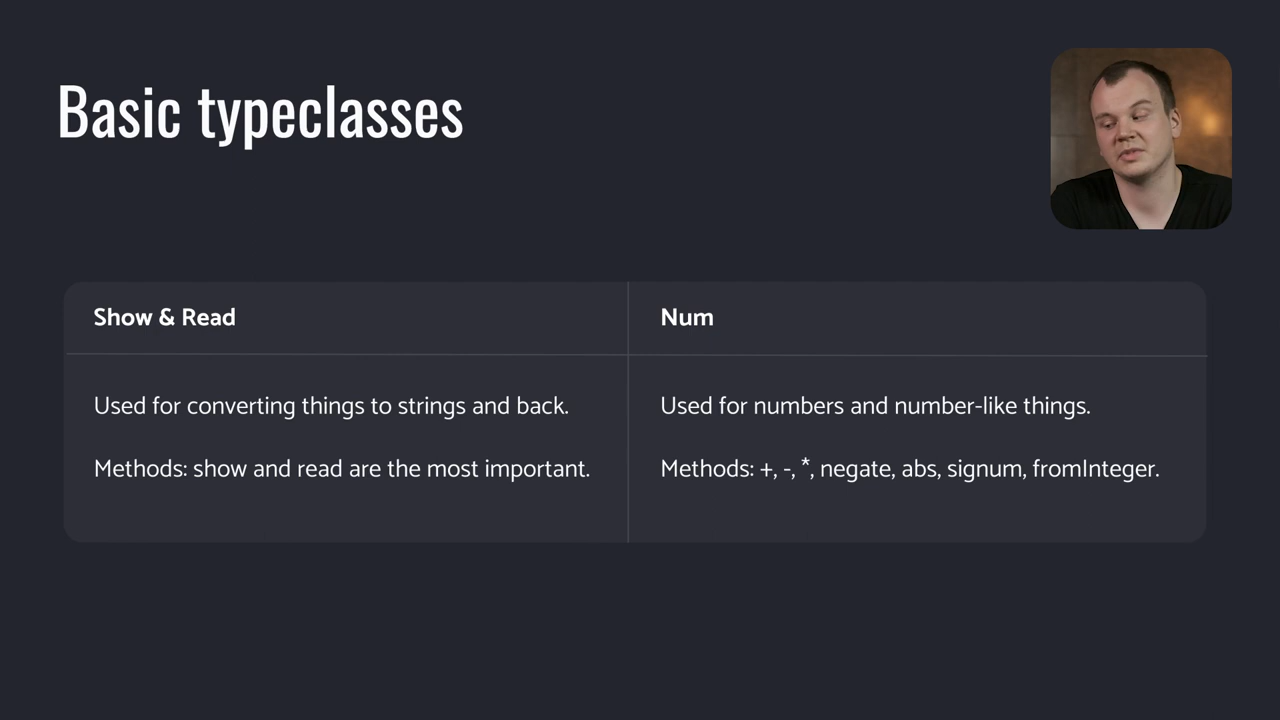 Basic typeclasses
Show & Read
Num
Used for converting things to strings and back.
Used for numbers and number-like things.
Methods: show and read are the most important.
Methods: +, -, *, negate, abs, signum, fromInteger.